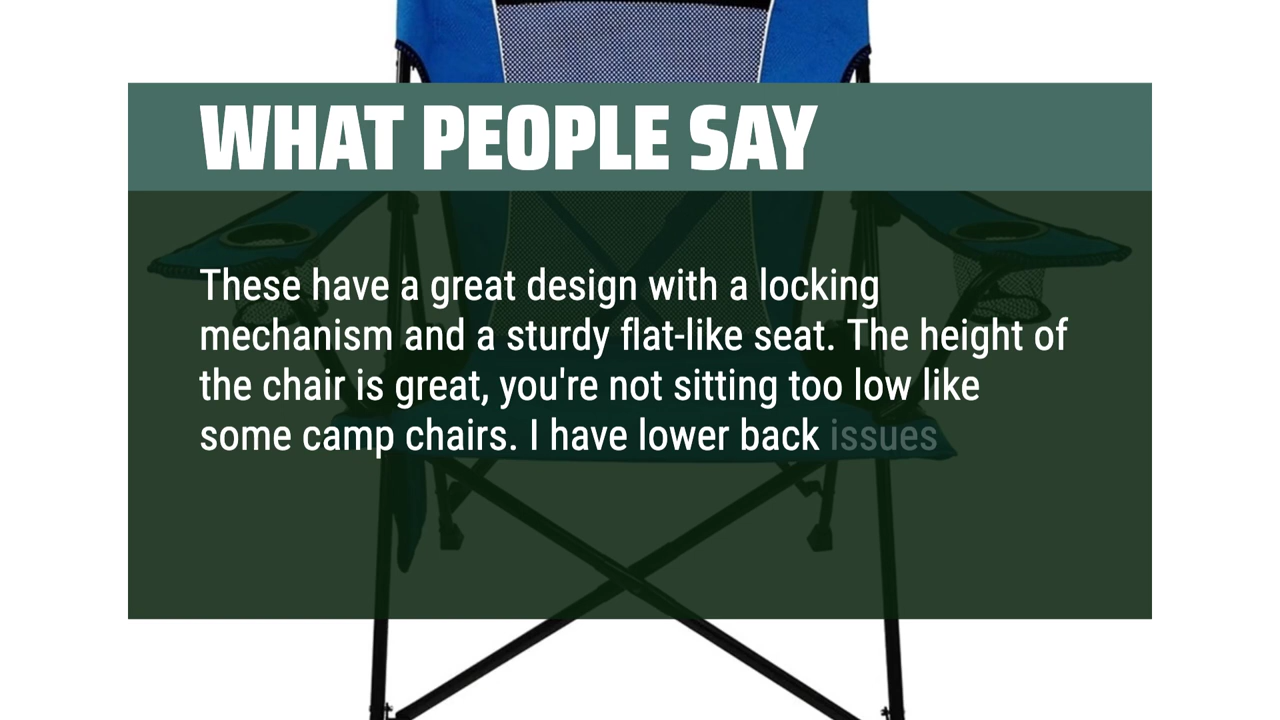 WHAT PEOPLE SAY
These have a great design with a locking
mechanism and a sturdy flat-like seat. The height of
the chair is great, you're not sitting too low like
some camp chairs. I have lower back issues